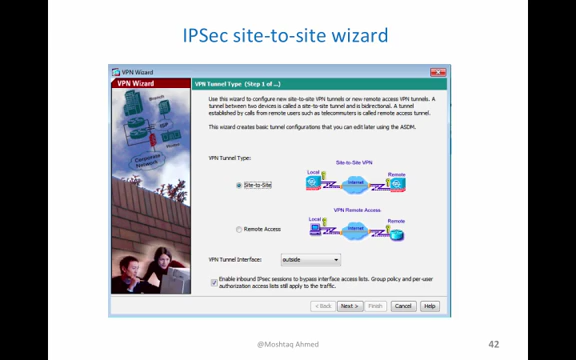 IPSec site-to-site wizard
VPN Wizard
VPN Wizard
VPN Tunnel Type (Step 1 of ...)
Branch
Home
Corporate
Network
Use this wizard to configure new site-to-site VPN tunnels or new remote access VPN tunnels. A
tunnel between two devices is called a site-to-site tunnel and is bidirectional. A tunnel
established by calls from remote users such as telecommuters is called remote access tunnel.
This wizard creates basic tunnel configurations that you can edit later using the ASDM.
VPN Tunnel Type:
Site-to-Site VPN
Local
Remote
Internet
Site-to-Site
VPN Remote Access
Local
Remote
Internet
Remote Access
VPN Tunnel Interface:
outside
Enable inbound IPsec sessions to bypass interface access lists. Group policy and per-user
authorization access lists still apply to the traffic.
< Back
Next >
Finish
Cancel
Help
@Moshtaq Ahmed
42